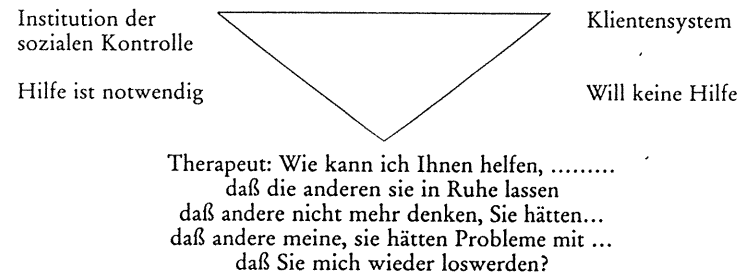 Institution der
sozialen Kontrolle
Hilfe ist notwendig
Klientensystem
Will keine Hilfe
Therapeut: Wie kann ich Ihnen helfen, .........
daß die anderen sie in Ruhe lassen
daß andere nicht mehr denken, Sie hätten...
daß andere meine, sie hätten Probleme mit ...
daß Sie mich wieder loswerden?